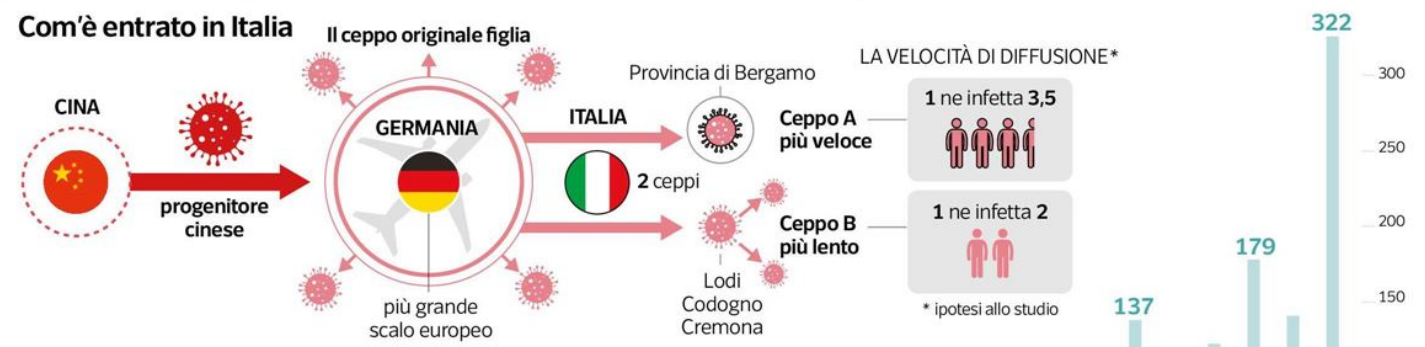 Com'è entrato in Italia
CINA
progenitore
cinese
Il ceppo originale figlia
GERMANIA
più grande
scalo europeo
ITALIA
2 ceppi
Provincia di Bergamo
Ceppo A
più veloce
Lodi
Codogno
Cremona
Ceppo B
più lento
LA VELOCITÀ DI DIFFUSIONE*
1 ne infetta 3,5
1 ne infetta 2
* ipotesi allo studio
137
179
322
300
250
200
150